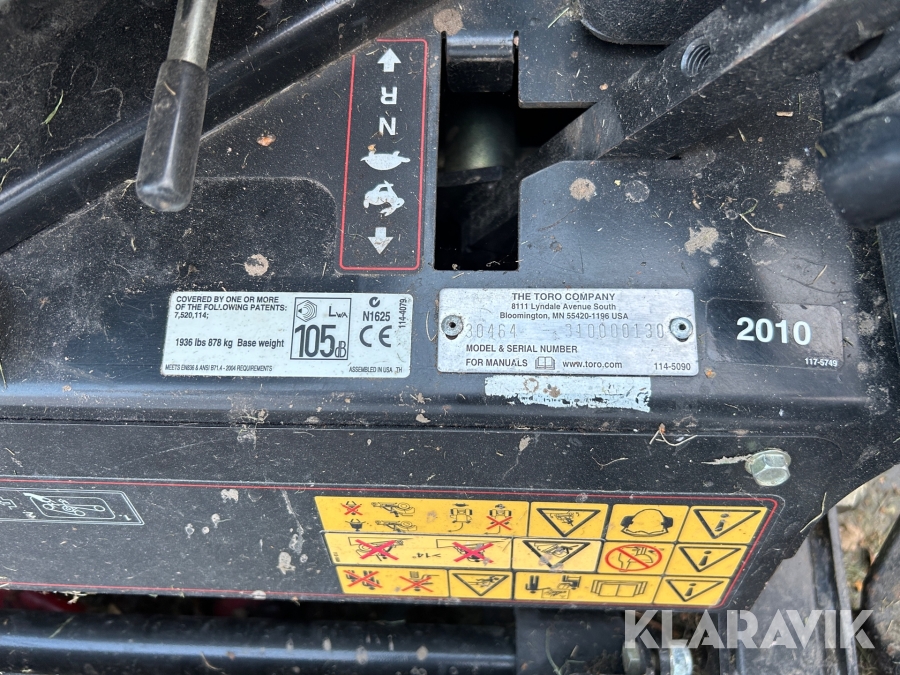 R
N
COVERED BY ONE OR MORE
OF THE FOLLOWING PATENTS:
7,520,114;
1936 lbs 878 kg Base weight
MEETS EN836 & ANSI B71.4 - 2004 REQUIREMENTS
LWA
105dB
N1625
CE
114-4079
ASSEMBLED IN USA .TH
THE TORO COMPANY
8111 Lyndale Avenue South
Bloomington, MN 55420-1196 USA
30464 310000130
MODEL & SERIAL NUMBER
FOR MANUALS www.toro.com 114-5090
2010
117-5749
>14°
KLARAVIK